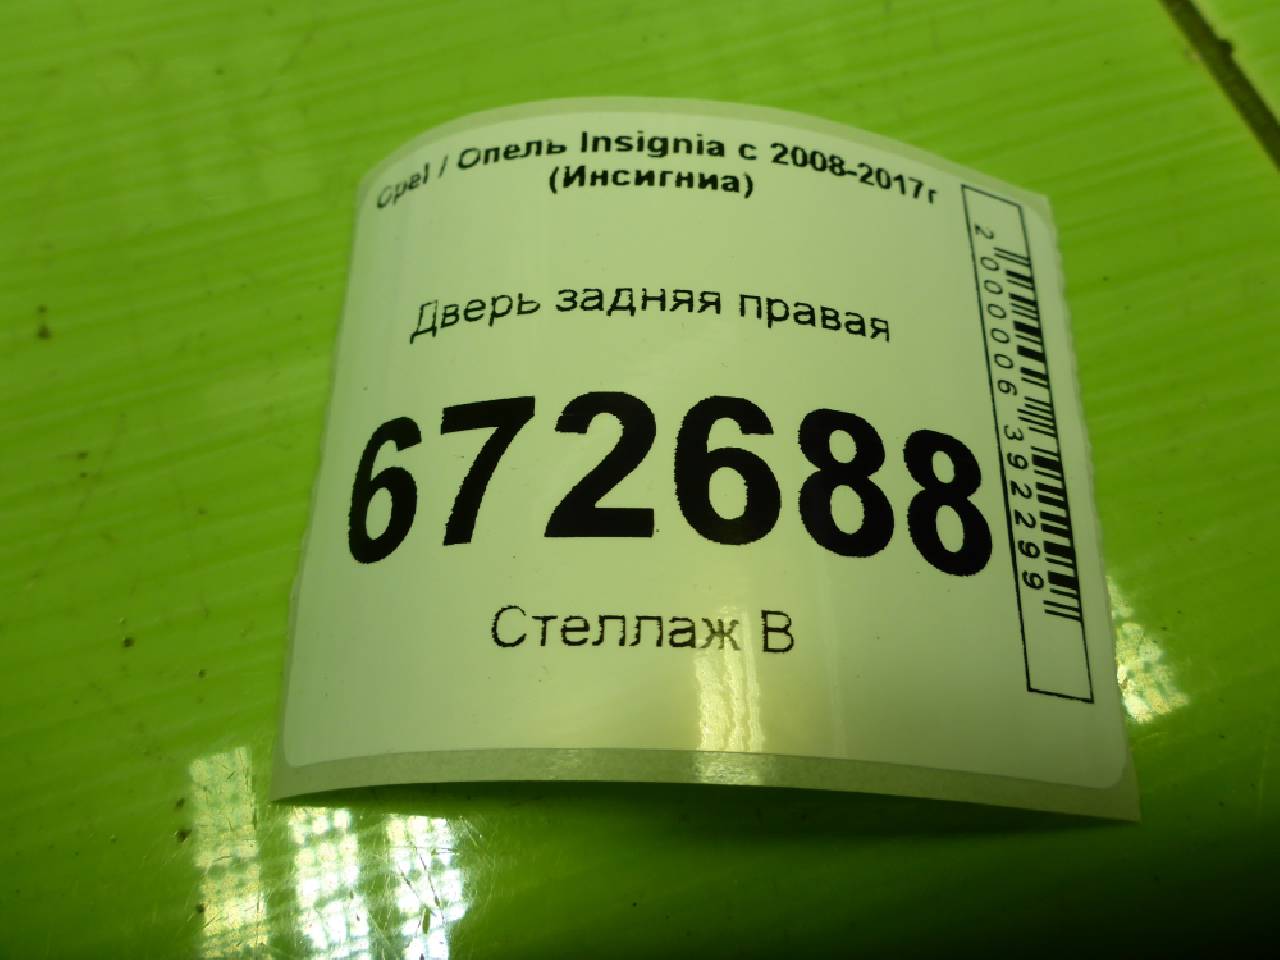 Opel / Опель Insignia с 2008-2017г
(Инсигниа)
Дверь задняя правая
672688
Стеллаж В
2000006392299